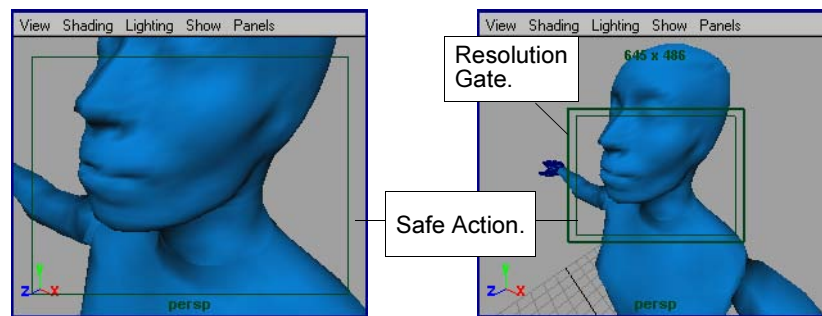 View Shading Lighting Show Panels
View Shading Lighting Show Panels
Resolution
Gate.
645 x 486
Safe Action.
Z X
persp
Z X
persp